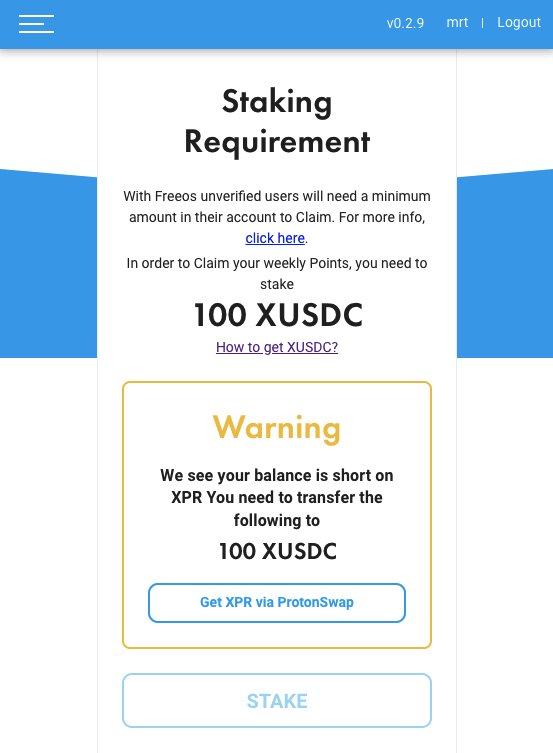 v0.2.9 mrt | Logout
Staking
Requirement
With Freeos unverified users will need a minimum
amount in their account to Claim. For more info,
click here.
In order to Claim your weekly Points, you need to
stake
100 XUSDC
How to get XUSDC?
Warning
We see your balance is short on
XPR You need to transfer the
following to
100 XUSDC
Get XPR via ProtonSwap
STAKE